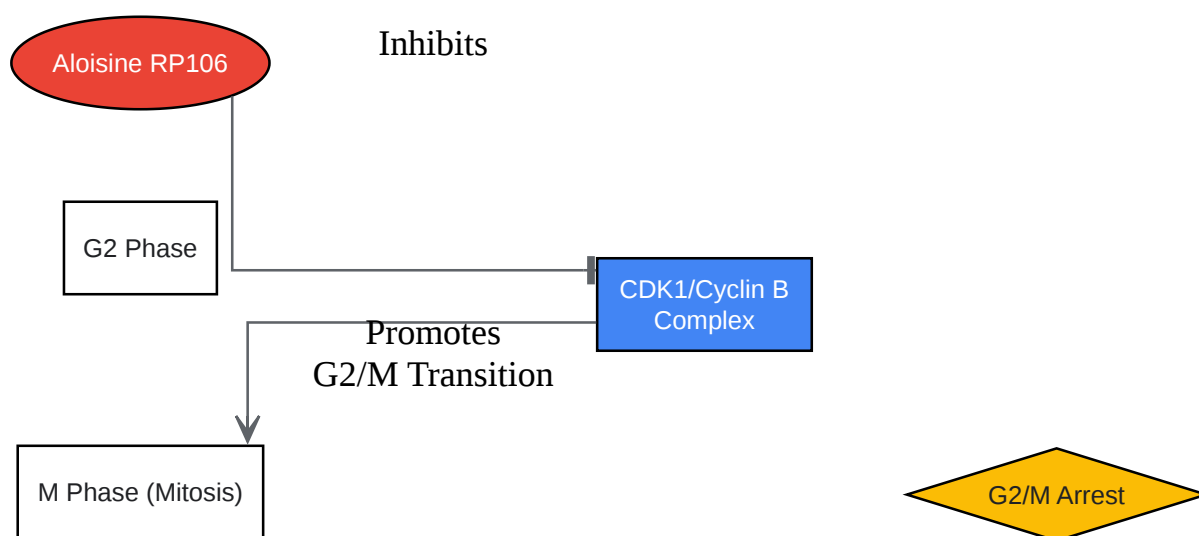 Inhibits
Aloisine RP106
G2 Phase
CDK1/Cyclin B
Complex
Promotes
G2/M Transition
M Phase (Mitosis)
G2/M Arrest